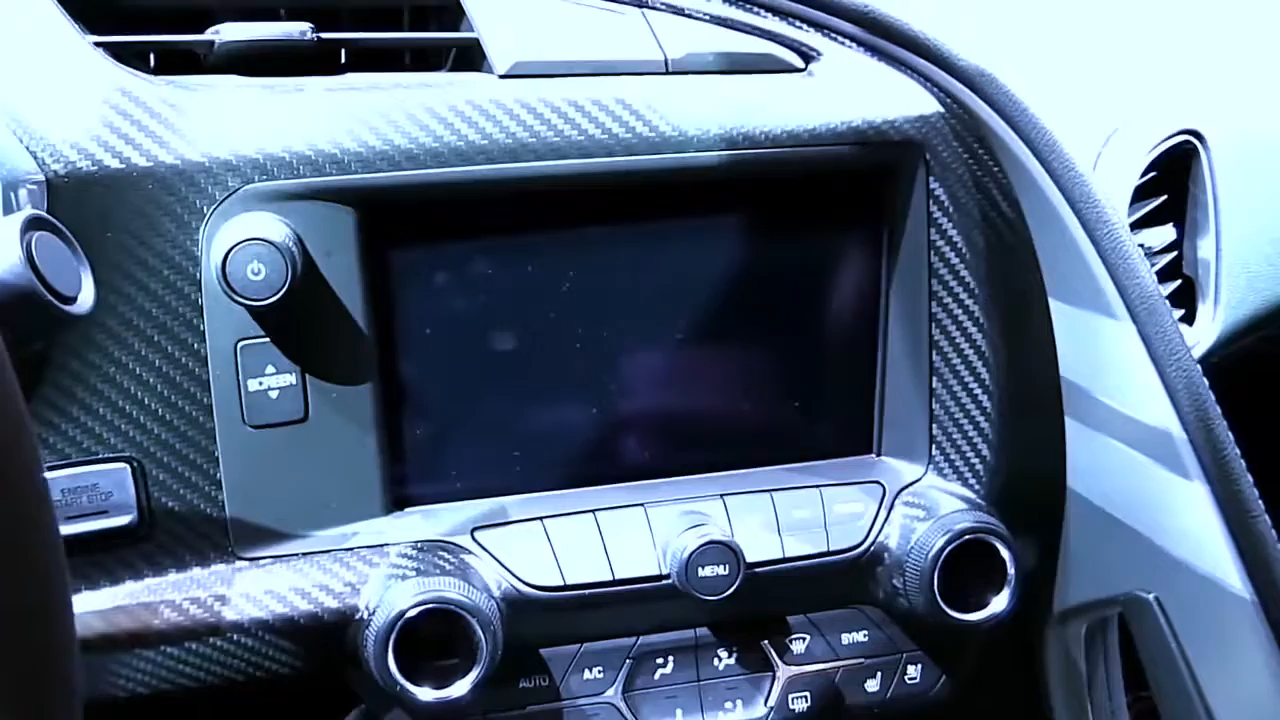 SCREEN
ENGINE
START STOP
MENU
SYNC
A/C
AUTO